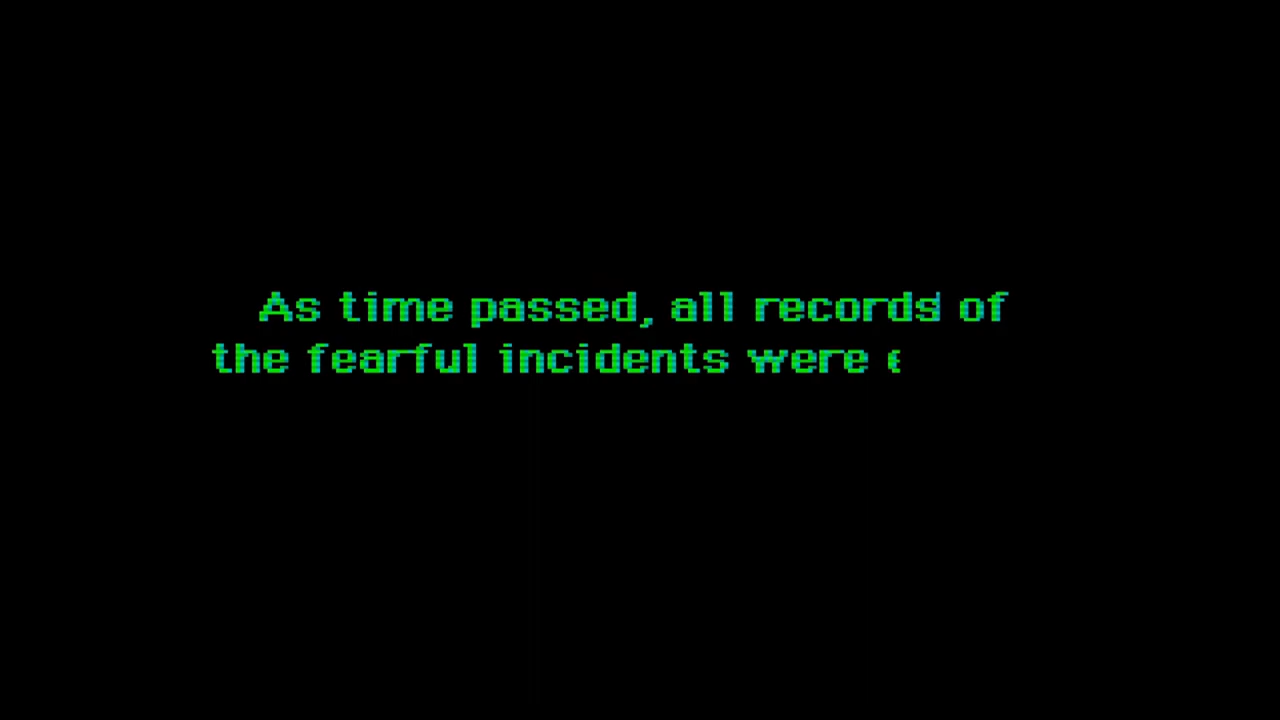 As time passed, all records of
the fearful incidents were